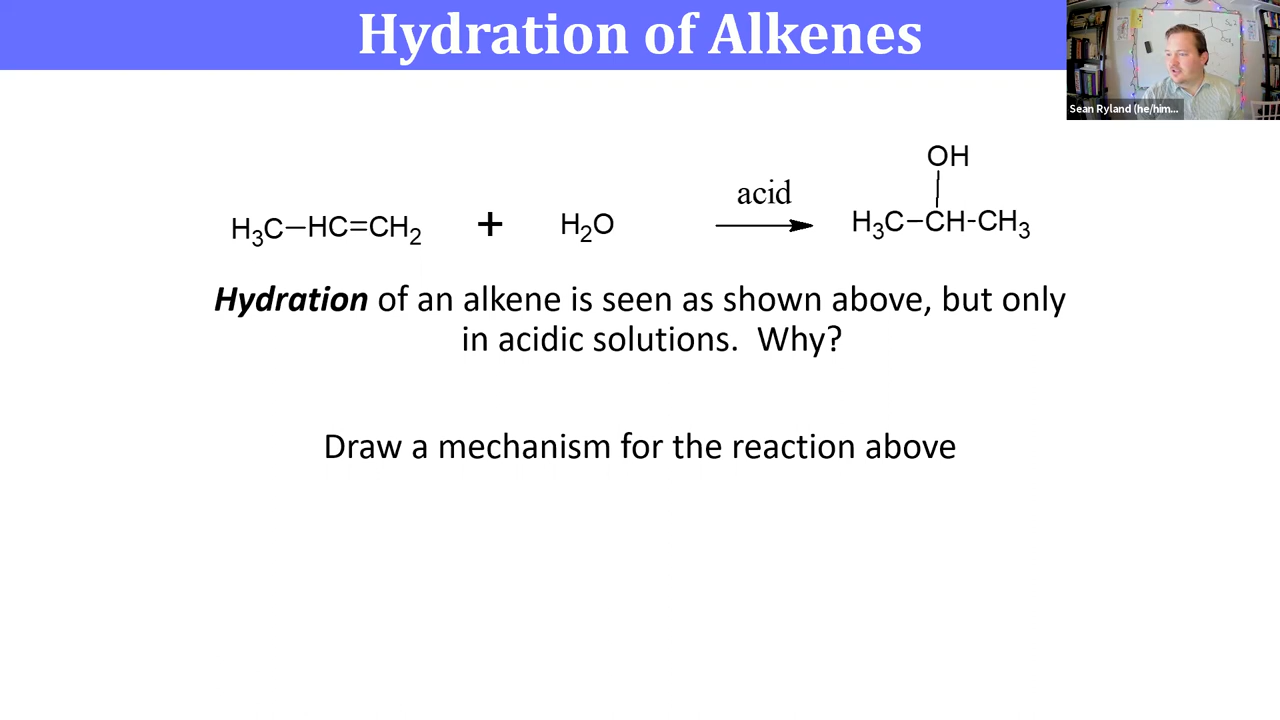 Hydration of Alkenes
Sean Ryland (he/him...
OH
acid
H3C–HC=CH2 + H2O H3C–CH-CH3
Hydration of an alkene is seen as shown above, but only
in acidic solutions. Why?
Draw a mechanism for the reaction above